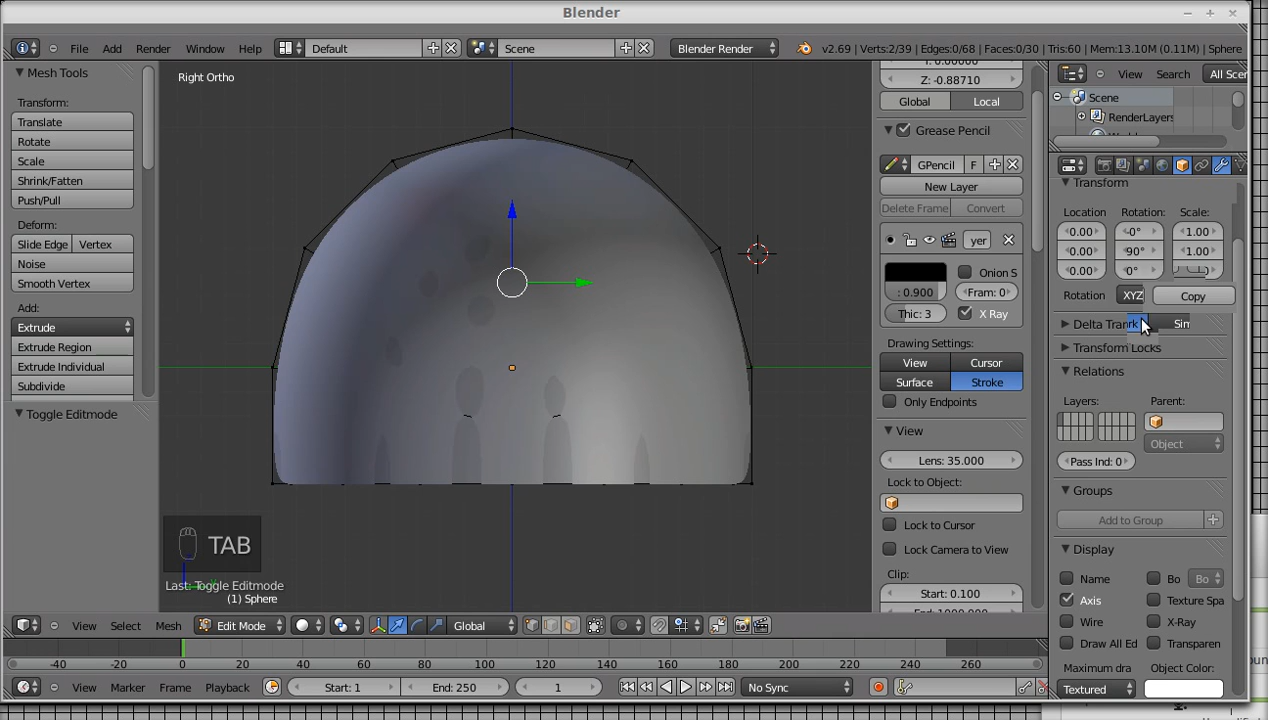 Blender
File Add Render Window Help Default Scene Blender Render v2.69 | Verts:2/39 | Edges:0/68 | Faces:0/30 | Tris:60 | Mem:13.10M (0.11M) | Sphere
Mesh Tools
Transform:
Translate
Rotate
Scale
Shrink/Fatten
Push/Pull
Deform:
Slide Edge Vertex
Noise
Smooth Vertex
Add:
Extrude
Extrude Region
Extrude Individual
Subdivide
Toggle Editmode
Right Ortho
TAB
Last: Toggle Editmode
(1) Sphere
Z: -0.88710
Global Local
Grease Pencil
GPencil F
New Layer
Delete Frame Convert
yer
Onion S
: 0.900 Fram: 0
Thic: 3 X Ray
Drawing Settings:
View Cursor
Surface Stroke
Only Endpoints
View
Lens: 35.000
Lock to Object:
Lock to Cursor
Lock Camera to View
Clip:
Start: 0.100
View Search All Scen
Scene
RenderLayers
Transform
Location Rotation: Scale:
0.00 -0° 1.00
0.00 90° 1.00
0.00 0°
Rotation XYZ Copy
Delta Tran rk Sin
Transform Locks
Relations
Layers: Parent:
Object
Pass Ind: 0
Groups
Add to Group
Display
Name Bo Bo
Axis Texture Spa
Wire X-Ray
Draw All Ed Transparen
Maximum dra Object Color:
Textured
View Select Mesh Edit Mode Global
-40 -20 0 20 40 60 80 100 120 140 160 180 200 220 240 260
View Marker Frame Playback Start: 1 End: 250 1 No Sync